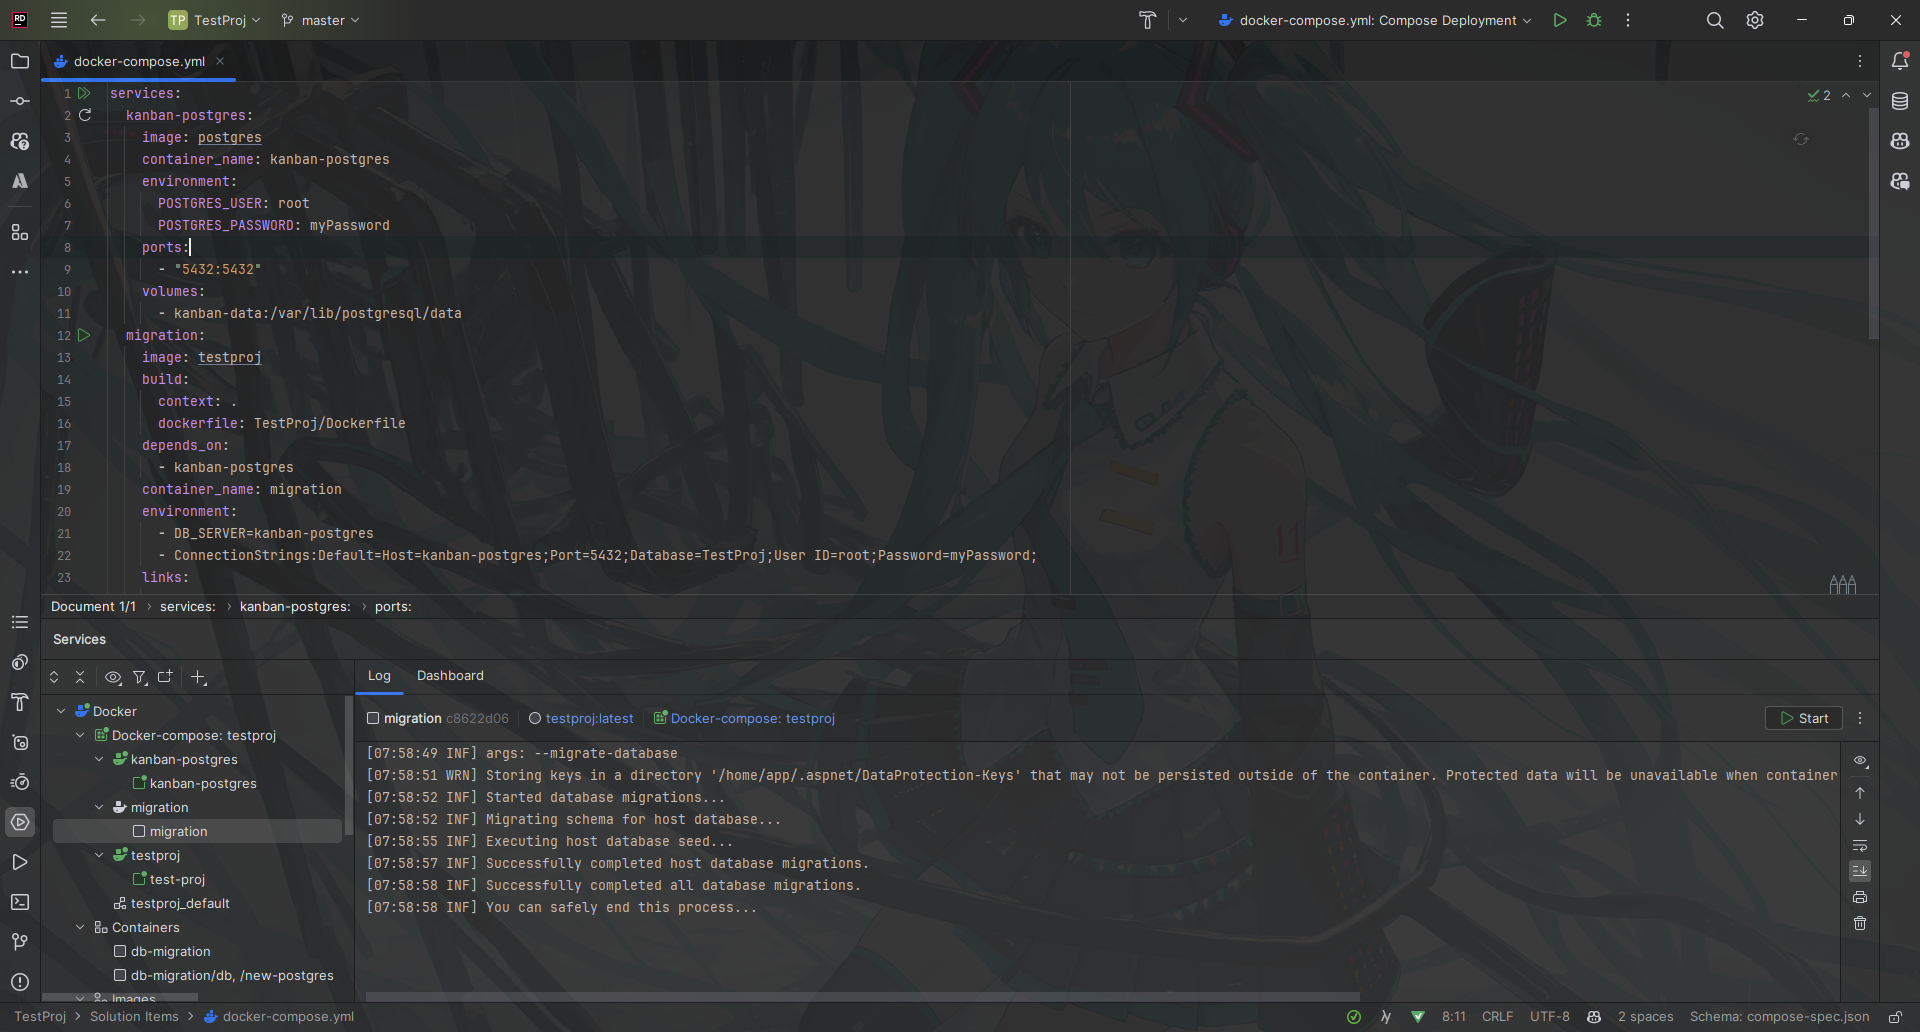 RD TP TestProj master docker-compose.yml: Compose Deployment
docker-compose.yml
1 services: 2
2 kanban-postgres:
3 image: postgres
4 container_name: kanban-postgres
5 environment:
6 POSTGRES_USER: root
7 POSTGRES_PASSWORD: myPassword
8 ports:
9 - "5432:5432"
10 volumes:
11 - kanban-data:/var/lib/postgresql/data
12 migration:
13 image: testproj
14 build:
15 context: .
16 dockerfile: TestProj/Dockerfile
17 depends_on:
18 - kanban-postgres
19 container_name: migration
20 environment:
21 - DB_SERVER=kanban-postgres
22 - ConnectionStrings:Default=Host=kanban-postgres;Port=5432;Database=TestProj;User ID=root;Password=myPassword;
23 links:
Document 1/1 › services: › kanban-postgres: › ports:
Services
Log Dashboard
Docker
Docker-compose: testproj
kanban-postgres
kanban-postgres
migration
migration
testproj
test-proj
testproj_default
Containers
db-migration
db-migration/db, /new-postgres
Images
migration c8622d06 testproj:latest Docker-compose: testproj Start
[07:58:49 INF] args: --migrate-database
[07:58:51 WRN] Storing keys in a directory '/home/app/.aspnet/DataProtection-Keys' that may not be persisted outside of the container. Protected data will be unavailable when container
[07:58:52 INF] Started database migrations...
[07:58:52 INF] Migrating schema for host database...
[07:58:55 INF] Executing host database seed...
[07:58:57 INF] Successfully completed host database migrations.
[07:58:58 INF] Successfully completed all database migrations.
[07:58:58 INF] You can safely end this process...
TestProj › Solution Items › docker-compose.yml 8:11 CRLF UTF-8 2 spaces Schema: compose-spec.json